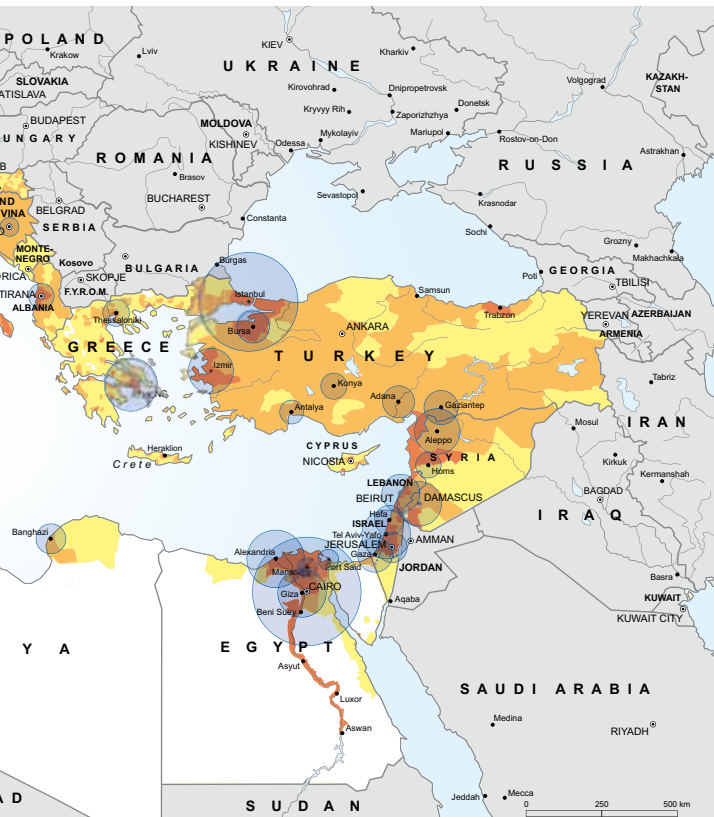 POLAND
Krakow
Lviv
KIEV
Kharkiv
UKRAINE
Volgograd
KAZAKH-
STAN
SLOVAKIA
ATISLAVA
Kirovohrad
Dnipropetrovsk
Kryvyy Rih
Zaporizhzhya
Donetsk
BUDAPEST
UNGARY
MOLDOVA
KISHINEV
Mykolayiv
Mariupol
Odessa
Rostov-on-Don
Astrakhan
ROMANIA
RUSSIA
B
Brasov
BUCHAREST
Sevastopol
Krasnodar
ND
VINA
O
BELGRAD
SERBIA
Constanta
Sochi
Grozny
Makhachkala
MONTE-
NEGRO
Kosovo
ORICA
SKOPJE
BULGARIA
Burgas
Poti
GEORGIA
TBILISI
TIRANA
F.Y.R.O.M.
ALBANIA
Istanbul
Samsun
Trabzon
Thessaloniki
Bursa
ANKARA
YEREVAN
AZERBAIJAN
ARMENIA
GREECE
TURKEY
Izmir
Konya
Adana
Gaziantep
Tabriz
Antalya
Aleppo
Mosul
IRAN
Heraklion
Crete
CYPRUS
NICOSIA
SYRIA
Homs
Kirkuk
Kermanshah
LEBANON
BEIRUT
DAMASCUS
BAGDAD
IRAQ
Banghazi
Hefa
ISRAEL
Tel Aviv-Yafo
JERUSALEM
AMMAN
Gaza
Alexandria
Port Said
JORDAN
Basra
CAIRO
Giza
Aqaba
KUWAIT
KUWAIT CITY
Beni Suey
YA
EGYPT
Asyut
Luxor
SAUDI ARABIA
Medina
RIYADH
Aswan
AD
SUDAN
Jeddah
Mecca
0 250 500 km